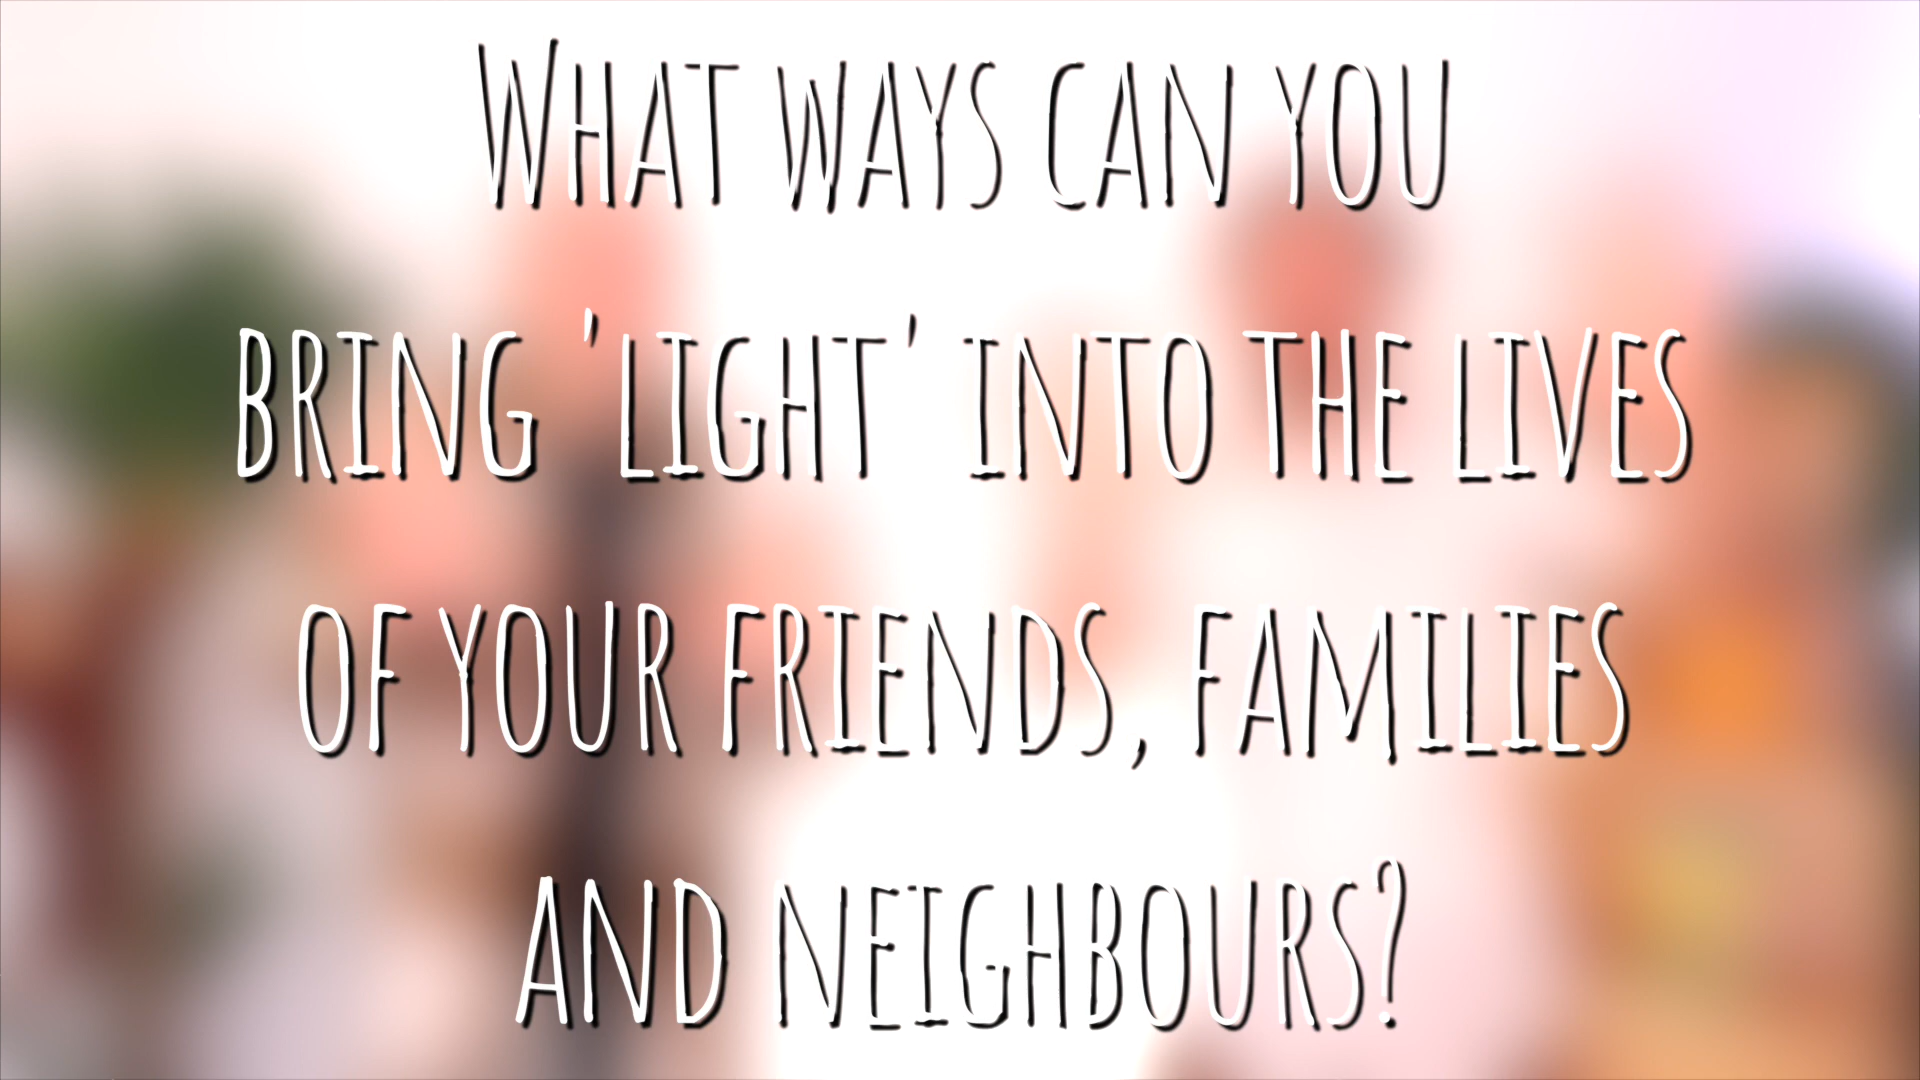 What ways can you
bring 'light' into the lives
of your friends, families
and neighbours?